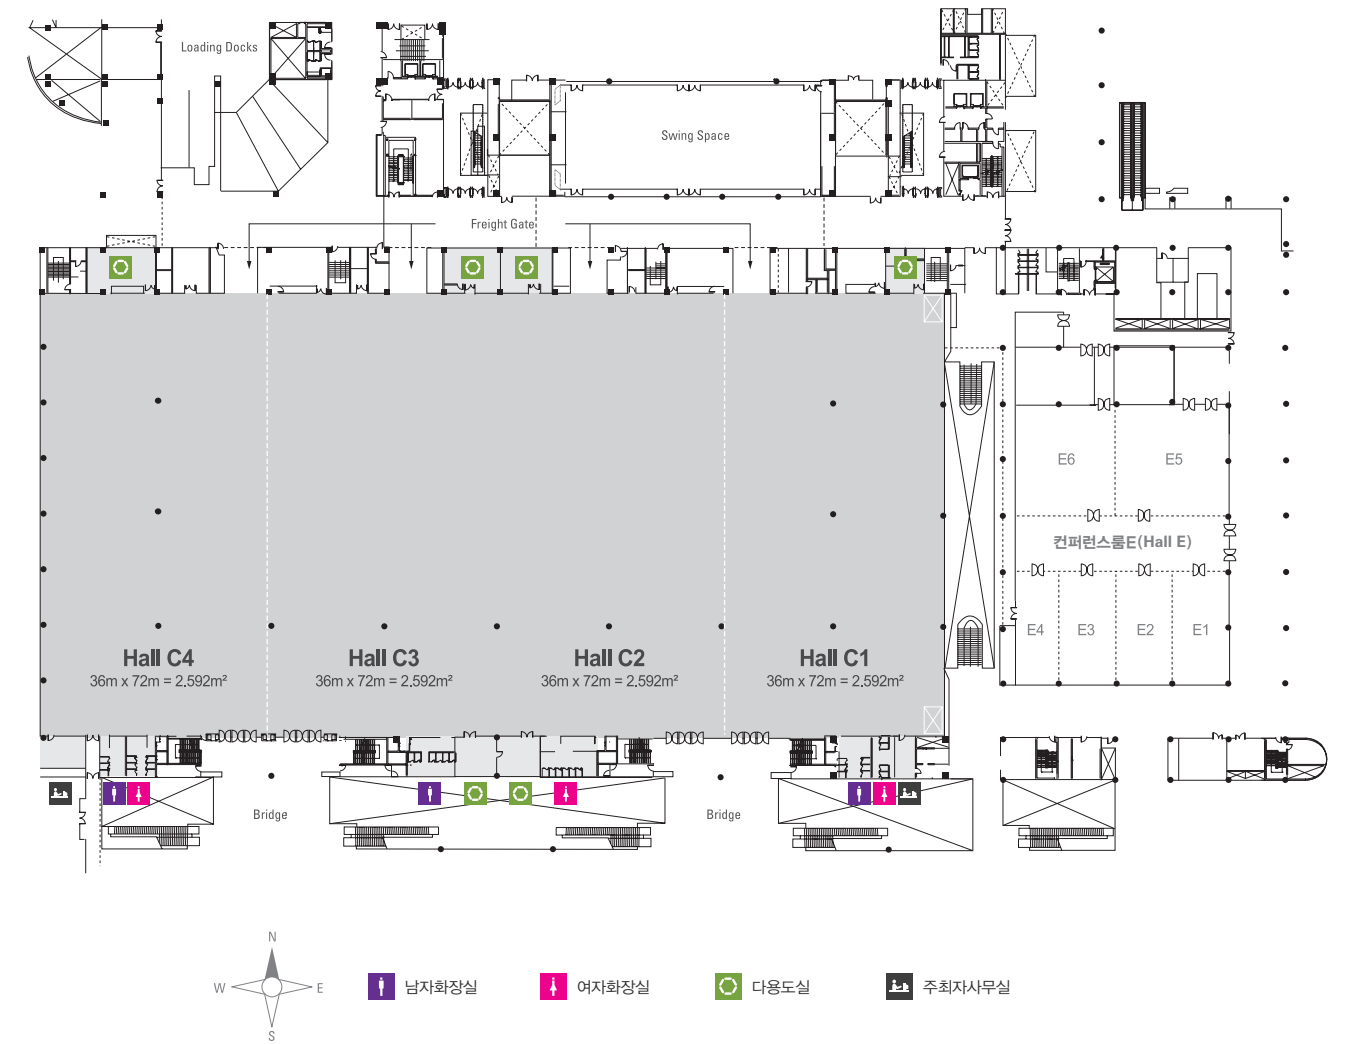 Loading Docks
Swing Space
Freight Gate
E6
E5
컨퍼런스룸E(Hall E)
E4
E3
E2
E1
Hall C4
36m x 72m = 2.592m²
Hall C3
36m x 72m = 2.592m²
Hall C2
36m x 72m = 2.592m²
Hall C1
36m x 72m = 2.592m²
Bridge
Bridge
N
W
E
S
남자화장실
여자화장실
다용도실
주최자사무실